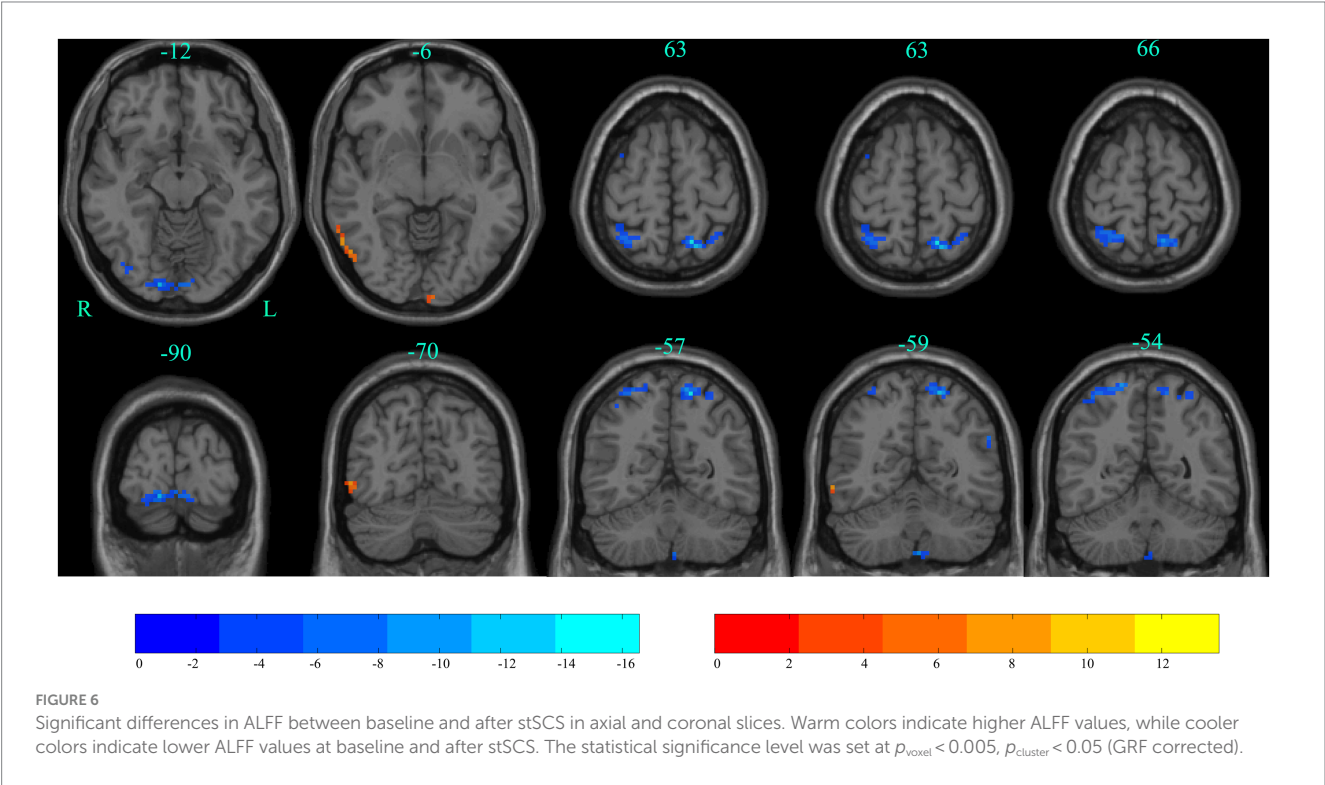 -12 -6 63 63 66
R L
-90 -70 -57 -59 -54
0 -2 -4 -6 -8 -10 -12 -14 -16 0 2 4 6 8 10 12
FIGURE 6
Significant differences in ALFF between baseline and after stSCS in axial and coronal slices. Warm colors indicate higher ALFF values, while cooler
colors indicate lower ALFF values at baseline and after stSCS. The statistical significance level was set at pvoxel < 0.005, pcluster < 0.05 (GRF corrected).